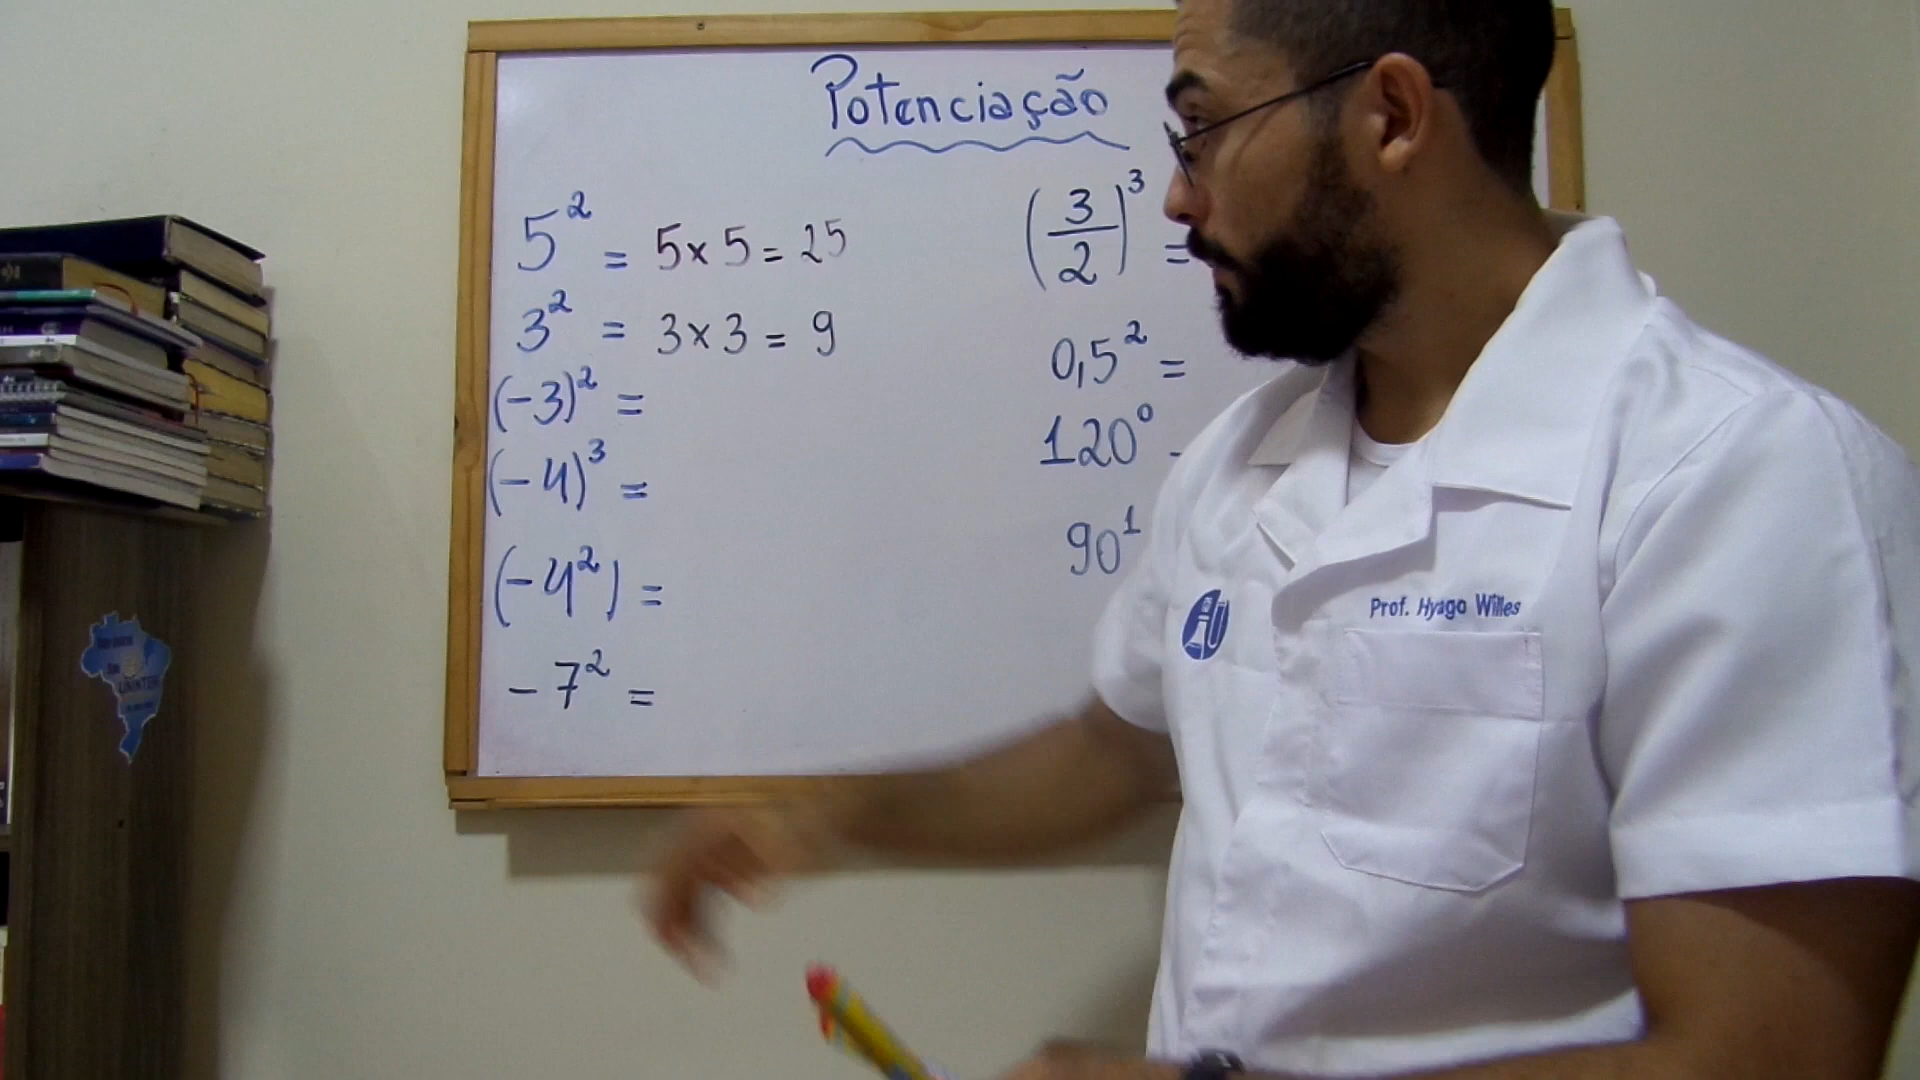 Potenciação
5² = 5 x 5 = 25
3² = 3 x 3 = 9
(-3)² =
(-4)³ =
(-4²) =
-7² =
(3/2)³ =
0,5² =
120⁰ -
90¹
Prof. Hyago Willes
UNINTER